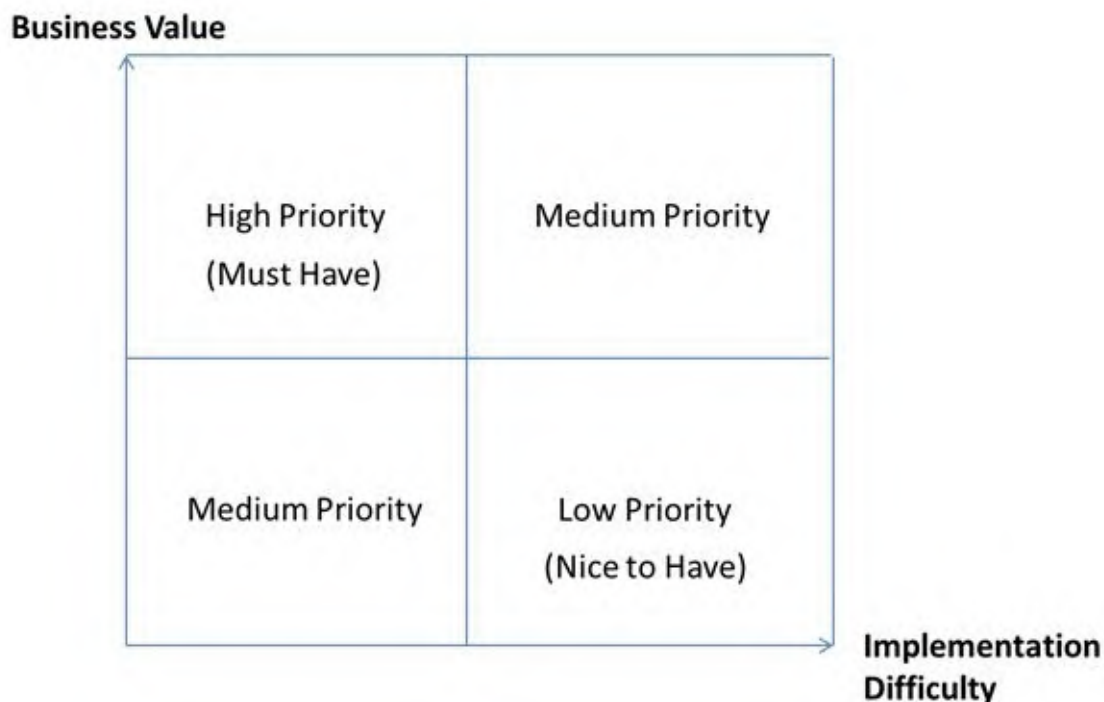 Business Value
High Priority
(Must Have)
Medium Priority
Medium Priority
Low Priority
(Nice to Have)
Implementation
Difficulty